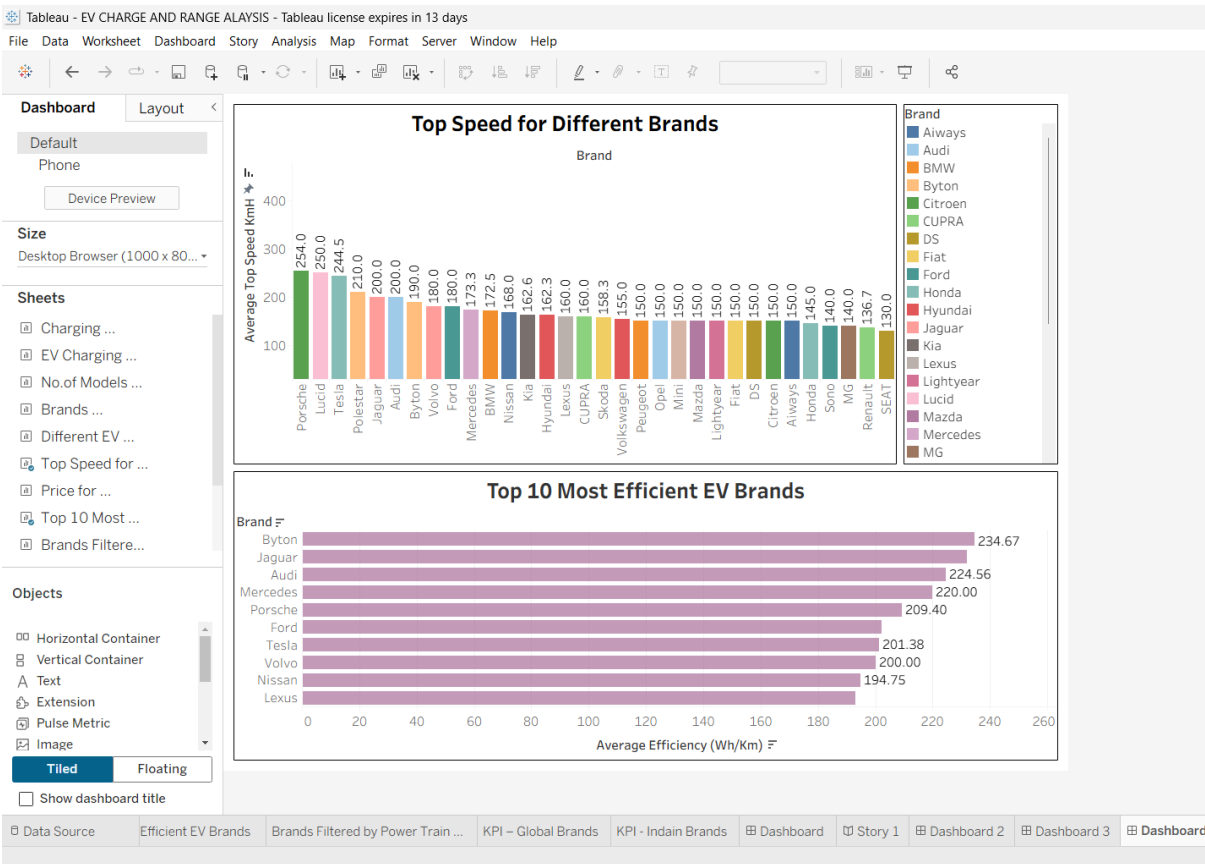 Tableau - EV CHARGE AND RANGE ALAYSIS - Tableau license expires in 13 days
File Data Worksheet Dashboard Story Analysis Map Format Server Window Help
Dashboard Layout
Default
Phone
Device Preview
Size
Desktop Browser (1000 x 80...
Sheets
Charging ...
EV Charging ...
No.of Models ...
Brands ...
Different EV ...
Top Speed for ...
Price for ...
Top 10 Most ...
Brands Filtere...
Objects
Horizontal Container
Vertical Container
Text
Extension
Pulse Metric
Image
Tiled Floating
Show dashboard title
Top Speed for Different Brands
Brand
Average Top Speed KmH
400
300
200
100
254.0 250.0 244.5 210.0 200.0 200.0 190.0 180.0 180.0 173.3 172.5 168.0 162.6 162.3 160.0 160.0 158.3 155.0 150.0 150.0 150.0 150.0 150.0 150.0 150.0 150.0 150.0 145.0 140.0 140.0 136.7 130.0
Porsche Lucid Tesla Polestar Jaguar Audi Byton Volvo Ford Mercedes BMW Nissan Kia Hyundai Lexus CUPRA Skoda Volkswagen Peugeot Opel Mini Mazda Lightyear Fiat DS Citroen Aiways Honda Sono MG Renault SEAT
Brand
Aiways
Audi
BMW
Byton
Citroen
CUPRA
DS
Fiat
Ford
Honda
Hyundai
Jaguar
Kia
Lexus
Lightyear
Lucid
Mazda
Mercedes
MG
Top 10 Most Efficient EV Brands
Brand
Byton 234.67
Jaguar
Audi 224.56
Mercedes 220.00
Porsche 209.40
Ford
Tesla 201.38
Volvo 200.00
Nissan 194.75
Lexus
0 20 40 60 80 100 120 140 160 180 200 220 240 260
Average Efficiency (Wh/Km)
Data Source Efficient EV Brands Brands Filtered by Power Train ... KPI – Global Brands KPI - Indain Brands Dashboard Story 1 Dashboard 2 Dashboard 3 Dashboard